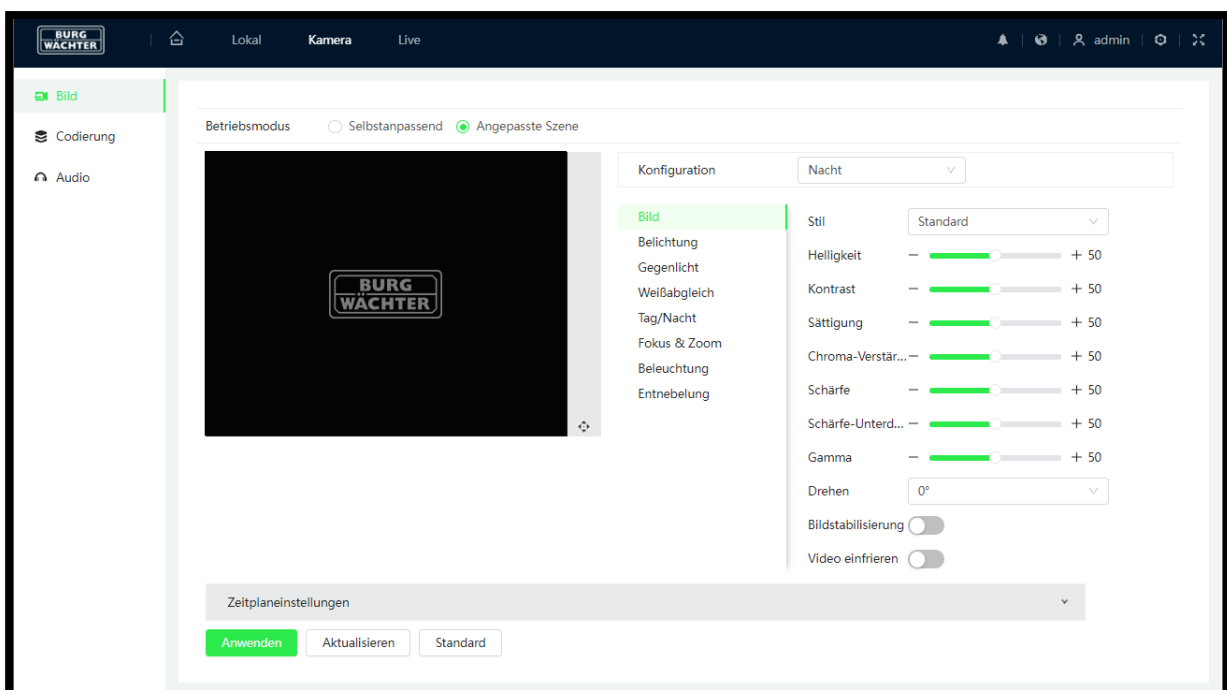 BURG WÄCHTER Lokal Kamera Live admin
Bild
Codierung
Audio
Betriebsmodus Selbstanpassend Angepasste Szene
BURG
WÄCHTER
Konfiguration Nacht
Bild
Belichtung
Gegenlicht
Weißabgleich
Tag/Nacht
Fokus & Zoom
Beleuchtung
Entnebelung
Stil Standard
Helligkeit − + 50
Kontrast − + 50
Sättigung − + 50
Chroma-Verstär... − + 50
Schärfe − + 50
Schärfe-Unterd... − + 50
Gamma − + 50
Drehen 0°
Bildstabilisierung
Video einfrieren
Zeitplaneinstellungen
Anwenden Aktualisieren Standard